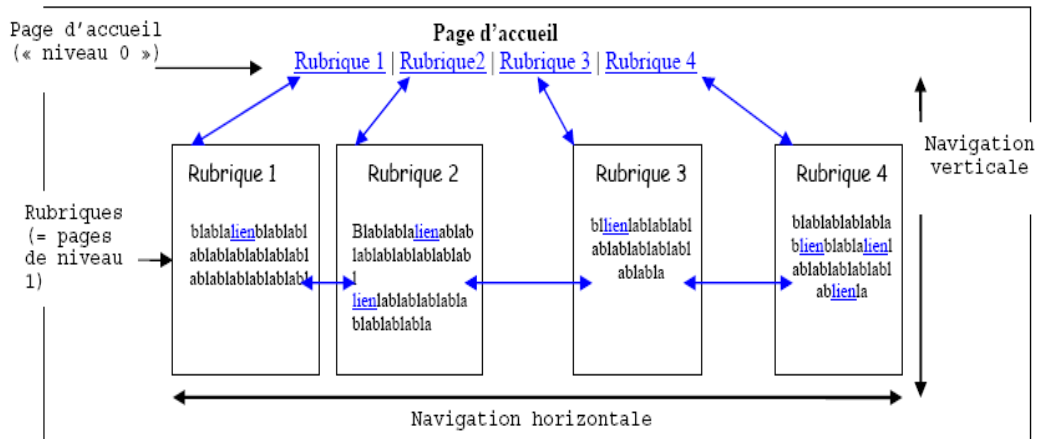 Page d'accueil
(« niveau 0 »)
Page d'accueil
Rubrique 1 | Rubrique2 | Rubrique 3 | Rubrique 4
Navigation
verticale
Rubriques
(= pages
de niveau
1)
Rubrique 1
blablalienblablabl
ablablablablablabl
ablablablablablabl
Rubrique 2
Blablablalienablab
lablablablablablab
l
lienlablablablabla
blablablabla
Rubrique 3
bllienlablablabl
ablablablablabl
ablabla
Rubrique 4
blablablablabla
blienblablalienl
ablablablablabl
ablienla
Navigation horizontale